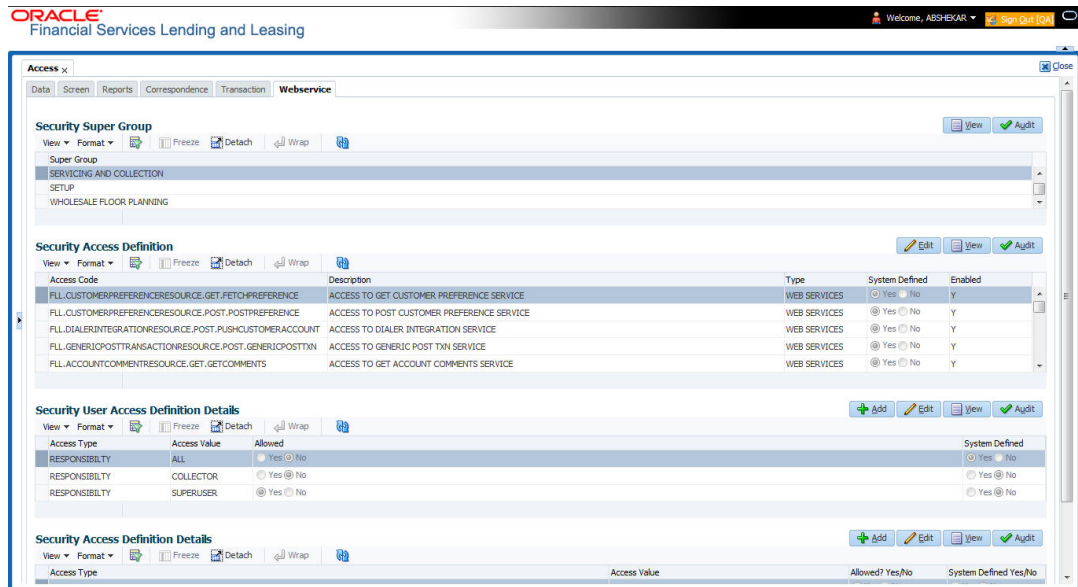 ORACLE®
Financial Services Lending and Leasing
Welcome, ABSHEKAR Sign Out [QA]
Access x
Close
Data Screen Reports Correspondence Transaction Webservice
Security Super Group
View Audit
View Format Freeze Detach Wrap
Super Group
SERVICING AND COLLECTION
SETUP
WHOLESALE FLOOR PLANNING
Security Access Definition
Edit View Audit
View Format Freeze Detach Wrap
Access Code Description Type System Defined Enabled
FLL.CUSTOMERPREFERENCERESOURCE.GET.FETCHPREFERENCE ACCESS TO GET CUSTOMER PREFERENCE SERVICE WEB SERVICES Yes No Y
FLL.CUSTOMERPREFERENCERESOURCE.POST.POSTPREFERENCE ACCESS TO POST CUSTOMER PREFERENCE SERVICE WEB SERVICES Yes No Y
FLL.DIALERINTEGRATIONRESOURCE.POST.PUSHCUSTOMERACCOUNT ACCESS TO DIALER INTEGRATION SERVICE WEB SERVICES Yes No Y
FLL.GENERICPOSTTRANSACTIONRESOURCE.POST.GENERICPOSTTXN ACCESS TO GENERIC POST TXN SERVICE WEB SERVICES Yes No Y
FLL.ACCOUNTCOMMENTRESOURCE.GET.GETCOMMENTS ACCESS TO GET ACCOUNT COMMENTS SERVICE WEB SERVICES Yes No Y
Security User Access Definition Details
Add Edit View Audit
View Format Freeze Detach Wrap
Access Type Access Value Allowed System Defined
RESPONSIBILTY ALL Yes No Yes No
RESPONSIBILTY COLLECTOR Yes No Yes No
RESPONSIBILTY SUPERUSER Yes No Yes No
Security Access Definition Details
Add Edit View Audit
View Format Freeze Detach Wrap
Access Type Access Value Allowed? Yes/No System Defined Yes/No